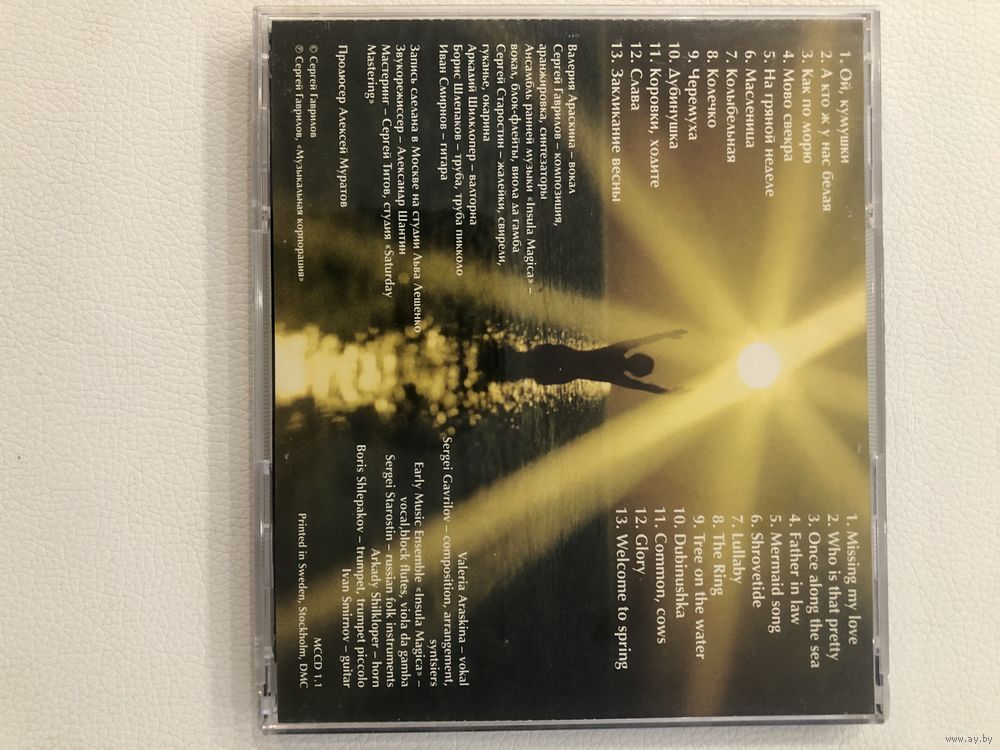 1. Ой, кумушки
2. А кто ж у нас белая
3. Как по морю
4. Мово свекра
5. На гряной неделе
6. Масленица
7. Колыбельная
8. Колечко
9. Черемуха
10. Дубинушка
11. Коровки, ходите
12. Слава
13. Закликание весны
Валерия Араскина – вокал
Сергей Гаврилов – композиция,
аранжировка, синтезаторы
Ансамбль ранней музыки «Insula Magica» –
вокал, блок-флейты, виола да гамба
Сергей Старостин – жалейки, свирели,
гуканье, окарина
Аркадий Шилклопер – валторна
Борис Шлепаков – труба, труба пикколо
Иван Смирнов – гитара
Запись сделана в Москве на студии Льва Лещенко
Звукорежиссер – Александр Шантин
Мастеринг – Сергей Титов, студия «Saturday
Mastering»
Продюсер Алексей Муратов
© Сергей Гаврилов
℗ Сергей Гаврилов, «Музыкальная корпорация»
1. Missing my love
2. Who is that pretty
3. Once along the sea
4. Father in law
5. Mermaid song
6. Shrovetide
7. Lullaby
8. The Ring
9. Tree on the water
10. Dubinushka
11. Common, cows
12. Glory
13. Welcome to spring
Valeria Araskina – vokal
Sergei Gavrilov – composition, arrangement,
syntsiers
Early Music Ensemble «Insula Magica» –
vocal,block flutes, viola da gamba
Sergei Starostin – russian folk instruments
Arkady Shilkloper – horn
Boris Shlepakov – trumpet, trumpet piccolo
Ivan Smirnov – guitar
MCCD 1.1
Printed in Sweden, Stockholm, DMC
www.ay.by